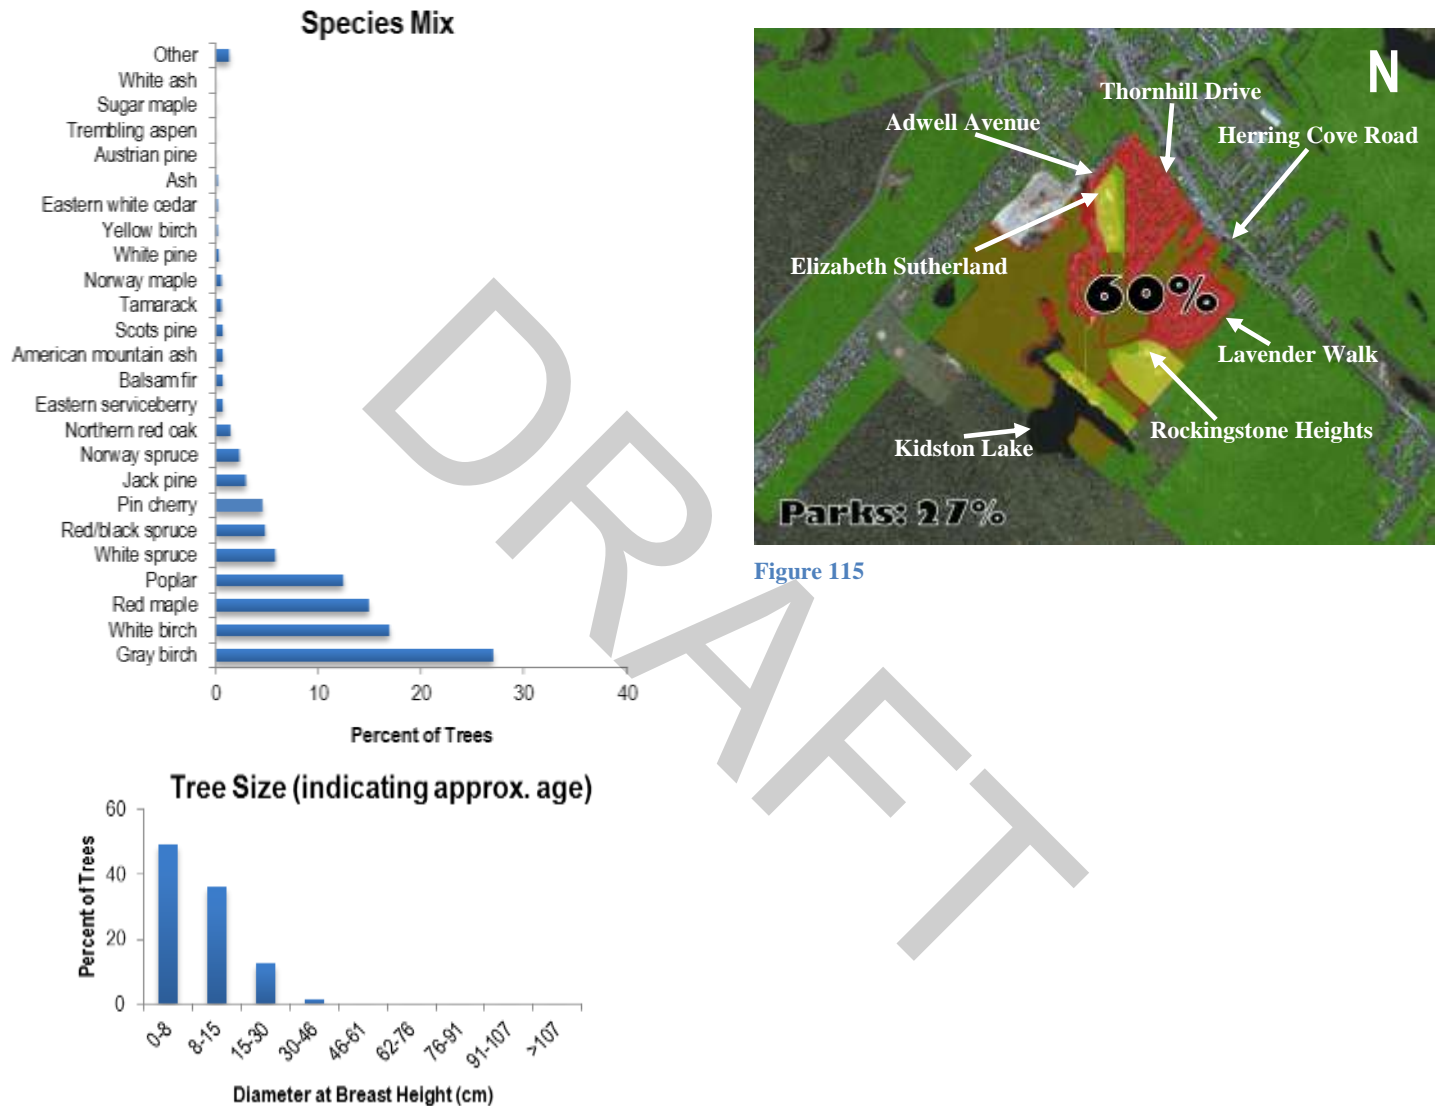 Species Mix
Other
White ash
Sugar maple
Trembling aspen
Austrian pine
Ash
Eastern white cedar
Yellow birch
White pine
Norway maple
Tamarack
Scots pine
American mountain ash
Balsam fir
Eastern serviceberry
Northern red oak
Norway spruce
Jack pine
Pin cherry
Red/black spruce
White spruce
Poplar
Red maple
White birch
Gray birch
0 10 20 30 40
Percent of Trees
N
Thornhill Drive
Adwell Avenue
Herring Cove Road
Elizabeth Sutherland
60%
Lavender Walk
Rockingstone Heights
Kidston Lake
Parks: 27%
Figure 115
DRAFT
Tree Size (indicating approx. age)
Percent of Trees
60
40
20
0
0-8 8-15 15-30 30-46 46-61 62-76 76-91 91-107 >107
Diameter at Breast Height (cm)